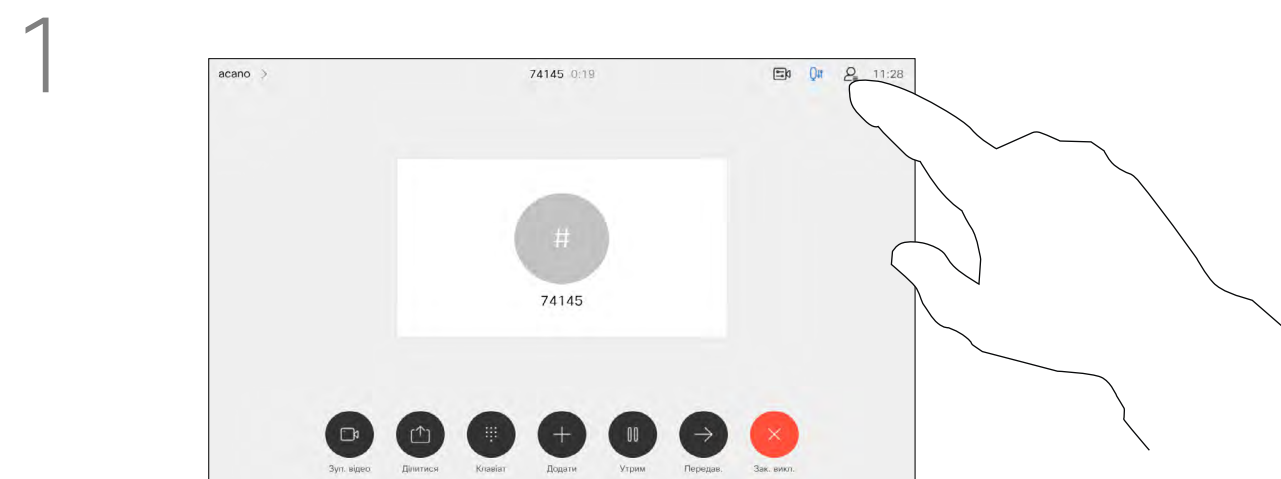 1
acano >
74145 0:19
11:28
#
74145
Зуп. відео Ділитися Клавіат Додати Утрим Передав. Зак. викл.